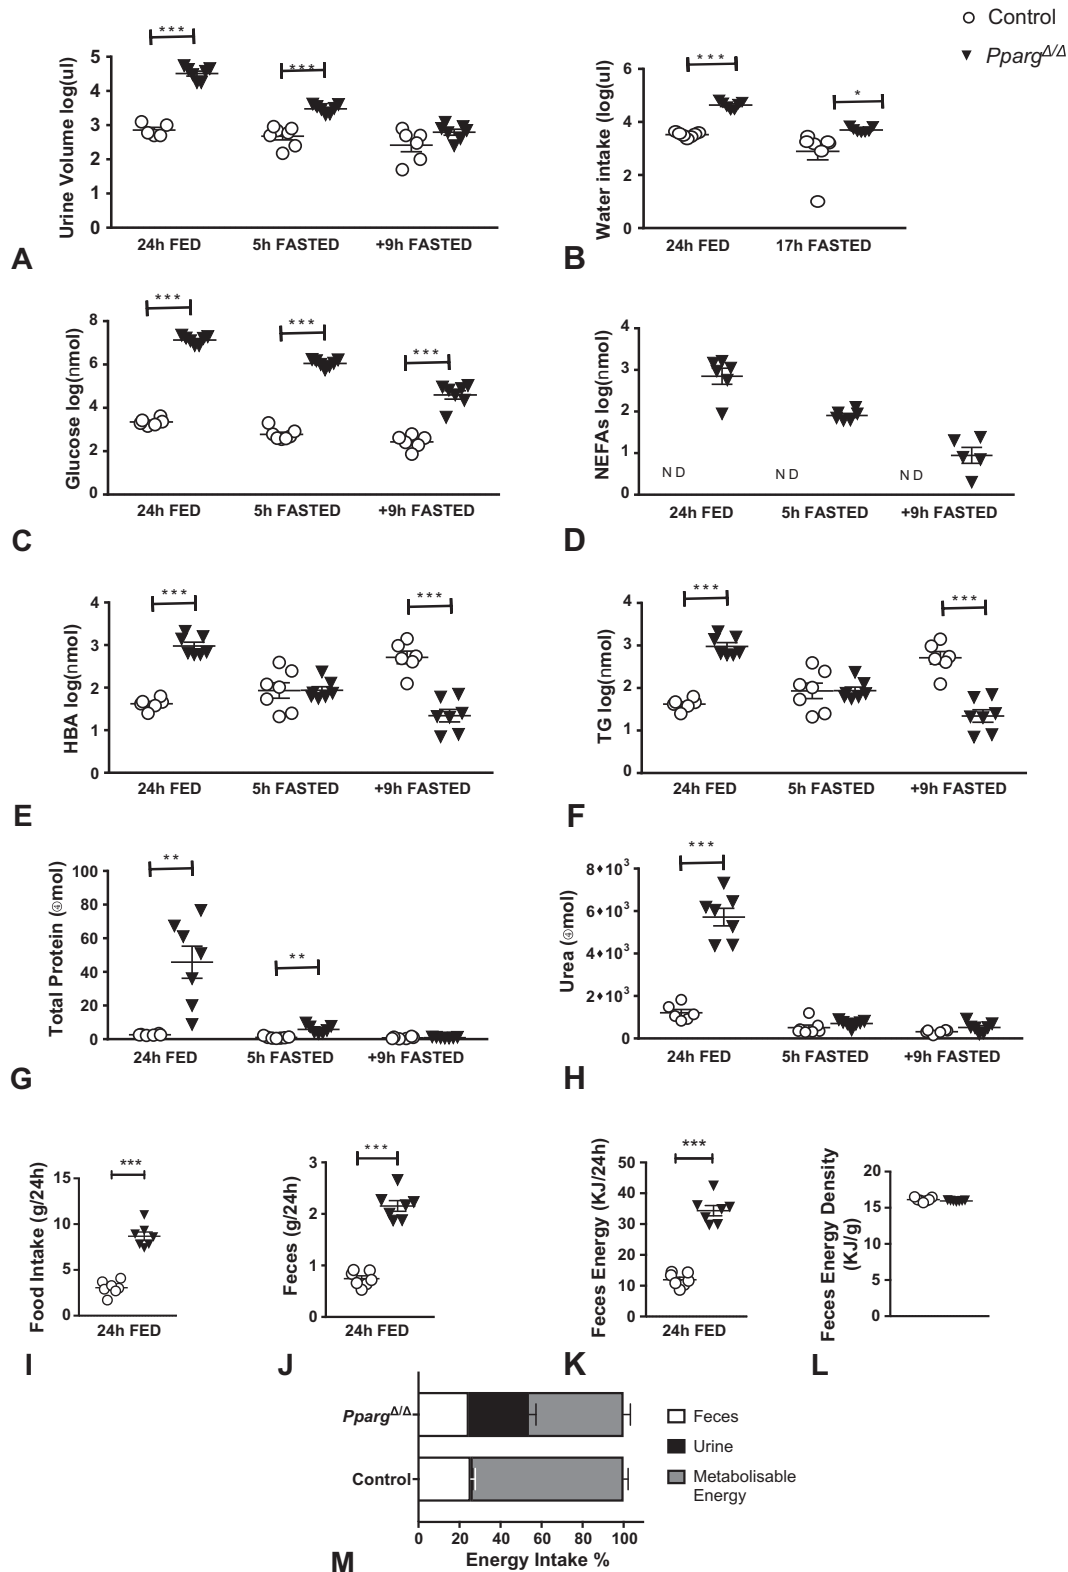 Control
Pparg^Δ/Δ
***
***
Urine Volume log(ul)
5
4
3
2
1
0
24h FED
5h FASTED
+9h FASTED
A
***
*
Water intake (log(ul)
6
4
2
0
24h FED
17h FASTED
B
***
***
***
Glucose log(nmol)
8
6
4
2
0
24h FED
5h FASTED
+9h FASTED
C
NEFAs log(nmol)
4
3
2
1
0
ND
ND
ND
24h FED
5h FASTED
+9h FASTED
D
***
***
HBA log(nmol)
4
3
2
1
0
24h FED
5h FASTED
+9h FASTED
E
***
***
TG log(nmol)
4
3
2
1
0
24h FED
5h FASTED
+9h FASTED
F
**
**
Total Protein (④mol)
100
80
60
40
20
0
24h FED
5h FASTED
+9h FASTED
G
***
Urea (④mol)
8♦10³
6♦10³
4♦10³
2♦10³
0
24h FED
5h FASTED
+9h FASTED
H
***
Food Intake (g/24h)
15
10
5
0
24h FED
I
***
Feces (g/24h)
3
2
1
0
24h FED
J
***
Feces Energy (KJ/24h)
50
40
30
20
10
0
24h FED
K
Feces Energy Density
(KJ/g)
20
15
10
5
0
L
Pparg^Δ/Δ
Control
0 20 40 60 80 100
Energy Intake %
Feces
Urine
Metabolisable
Energy
M